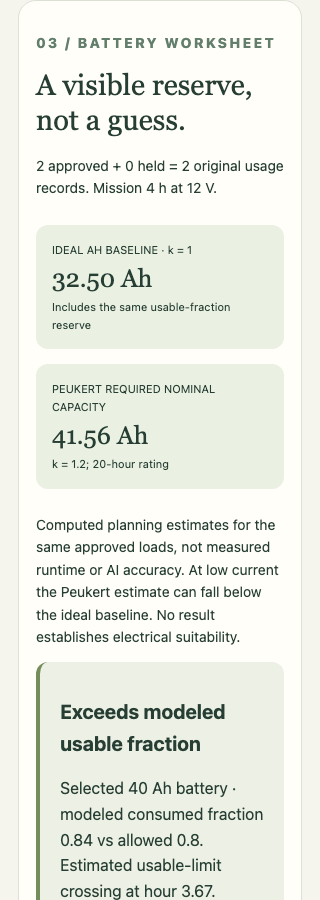 03 / BATTERY WORKSHEET
A visible reserve,
not a guess.
2 approved + 0 held = 2 original usage
records. Mission 4 h at 12 V.
IDEAL AH BASELINE · k = 1
32.50 Ah
Includes the same usable-fraction
reserve
PEUKERT REQUIRED NOMINAL
CAPACITY
41.56 Ah
k = 1.2; 20-hour rating
Computed planning estimates for the
same approved loads, not measured
runtime or AI accuracy. At low current
the Peukert estimate can fall below
the ideal baseline. No result
establishes electrical suitability.
Exceeds modeled
usable fraction
Selected 40 Ah battery ·
modeled consumed fraction
0.84 vs allowed 0.8.
Estimated usable-limit
crossing at hour 3.67.